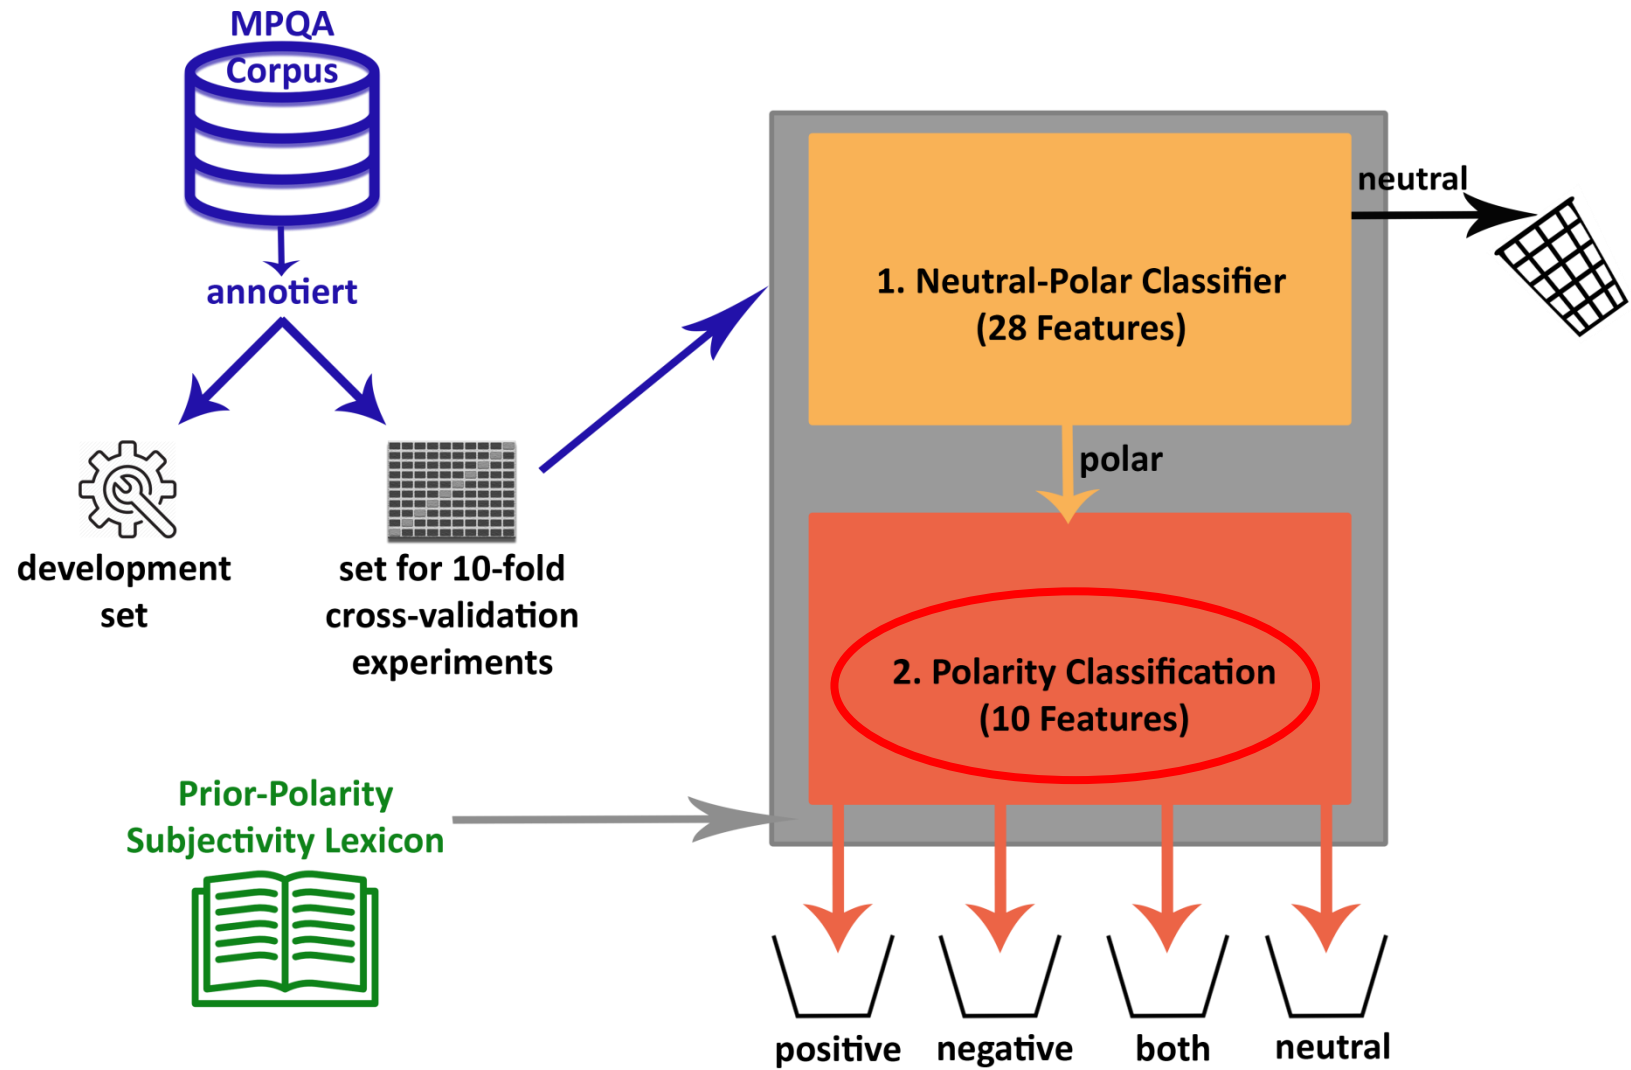 MPQA
Corpus
annotiert
development
set
set for 10-fold
cross-validation
experiments
Prior-Polarity
Subjectivity Lexicon
1. Neutral-Polar Classifier
(28 Features)
neutral
polar
2. Polarity Classification
(10 Features)
positive
negative
both
neutral